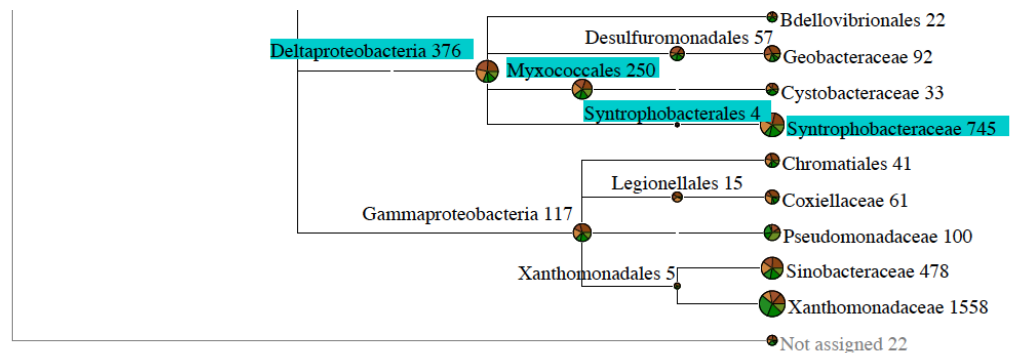 Bdellovibrionales 22
Desulfuromonadales 57
Deltaproteobacteria 376
Geobacteraceae 92
Myxococcales 250
Cystobacteraceae 33
Syntrophobacterales 4
Syntrophobacteraceae 745
Chromatiales 41
Legionellales 15
Coxiellaceae 61
Gammaproteobacteria 117
Pseudomonadaceae 100
Sinobacteraceae 478
Xanthomonadales 5
Xanthomonadaceae 1558
Not assigned 22